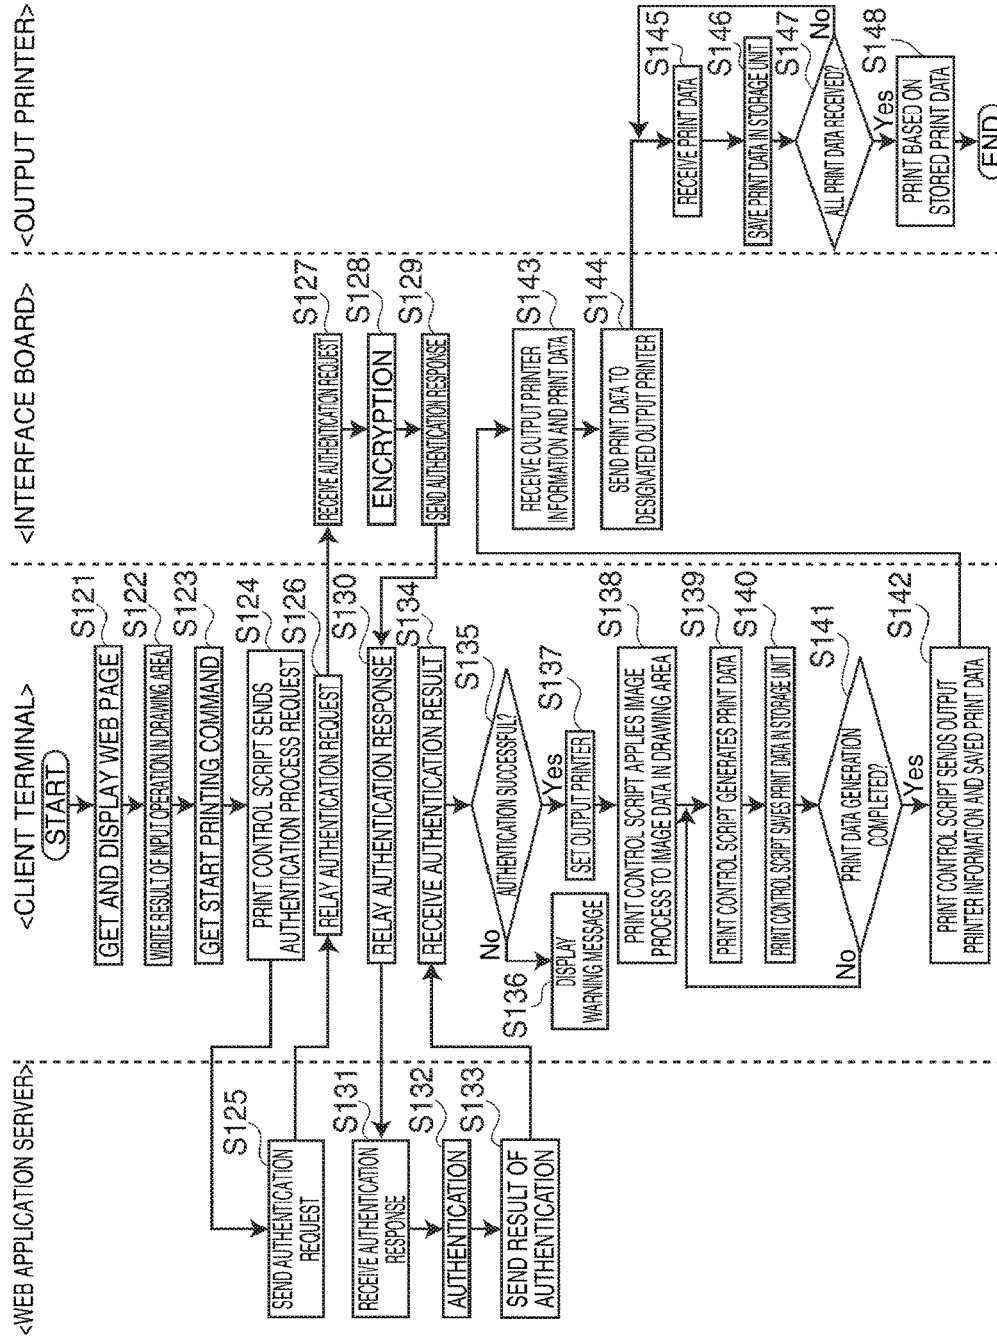 <WEB APPLICATION SERVER>
<CLIENT TERMINAL>
<INTERFACE BOARD>
<OUTPUT PRINTER>
START
S121
GET AND DISPLAY WEB PAGE
S122
WRITE RESULT OF INPUT OPERATION IN DRAWING AREA
S123
GET START PRINTING COMMAND
S124
PRINT CONTROL SCRIPT SENDS
AUTHENTICATION PROCESS REQUEST
S125
SEND AUTHENTICATION
REQUEST
S126
RELAY AUTHENTICATION REQUEST
S127
RECEIVE AUTHENTICATION REQUEST
S128
ENCRYPTION
S129
SEND AUTHENTICATION RESPONSE
S130
RELAY AUTHENTICATION RESPONSE
S131
RECEIVE AUTHENTICATION
RESPONSE
S132
AUTHENTICATION
S133
SEND RESULT OF
AUTHENTICATION
S134
RECEIVE AUTHENTICATION RESULT
S135
AUTHENTICATION SUCCESSFUL?
No
Yes
S136
DISPLAY
WARNING MESSAGE
S137
SET OUTPUT PRINTER
S138
PRINT CONTROL SCRIPT APPLIES IMAGE
PROCESS TO IMAGE DATA IN DRAWING AREA
S139
PRINT CONTROL SCRIPT GENERATES PRINT DATA
S140
PRINT CONTROL SCRIPT SAVES PRINT DATA IN STORAGE UNIT
S141
PRINT DATA GENERATION
COMPLETED?
No
Yes
S142
PRINT CONTROL SCRIPT SENDS OUTPUT
PRINTER INFORMATION AND SAVED PRINT DATA
S143
RECEIVE OUTPUT PRINTER
INFORMATION AND PRINT DATA
S144
SEND PRINT DATA TO
DESIGNATED OUTPUT PRINTER
S145
RECEIVE PRINT DATA
S146
SAVE PRINT DATA IN STORAGE UNIT
S147
ALL PRINT DATA RECEIVED?
No
Yes
S148
PRINT BASED ON
STORED PRINT DATA
END